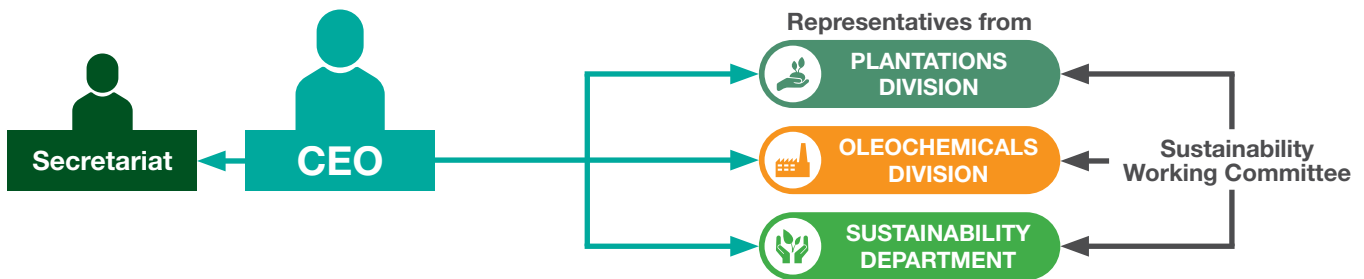 Representatives from
PLANTATIONS
DIVISION
Secretariat
CEO
OLEOCHEMICALS
DIVISION
Sustainability
Working Committee
SUSTAINABILITY
DEPARTMENT